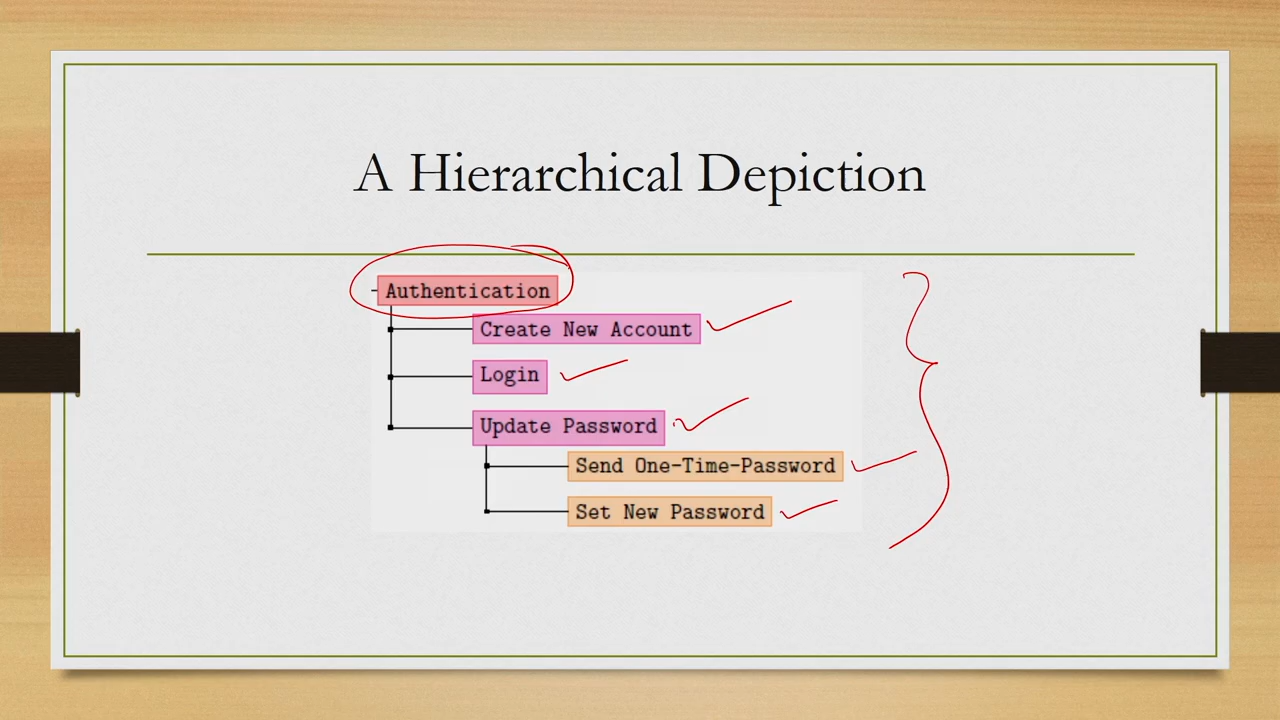 A Hierarchical Depiction
Authentication
Create New Account
Login
Update Password
Send One-Time-Password
Set New Password